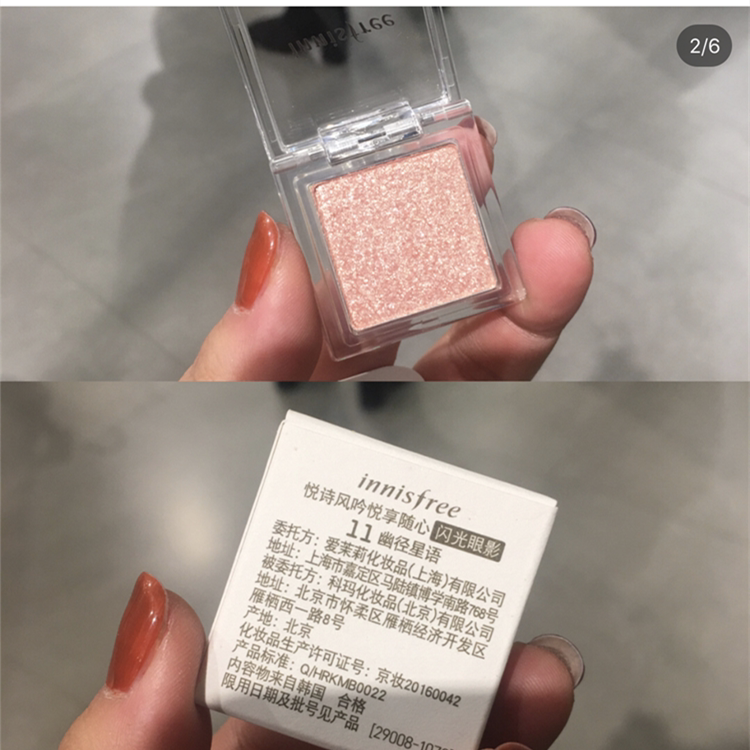 innisfree
2/6
innisfree
悦诗风吟悦享随心 闪光眼影
11 幽径星语
委托方：爱茉莉化妆品(上海)有限公司
地址：上海市嘉定区马陆镇博学南路768号
被委托方：科玛化妆品(北京)有限公司
地址：北京市怀柔区雁栖经济开发区
雁栖西一路8号
产地：北京
化妆品生产许可证号：京妆20160042
产品标准：Q/HRKMB0022
内容物来自韩国 合格
限用日期及批号见产品 [29008-107